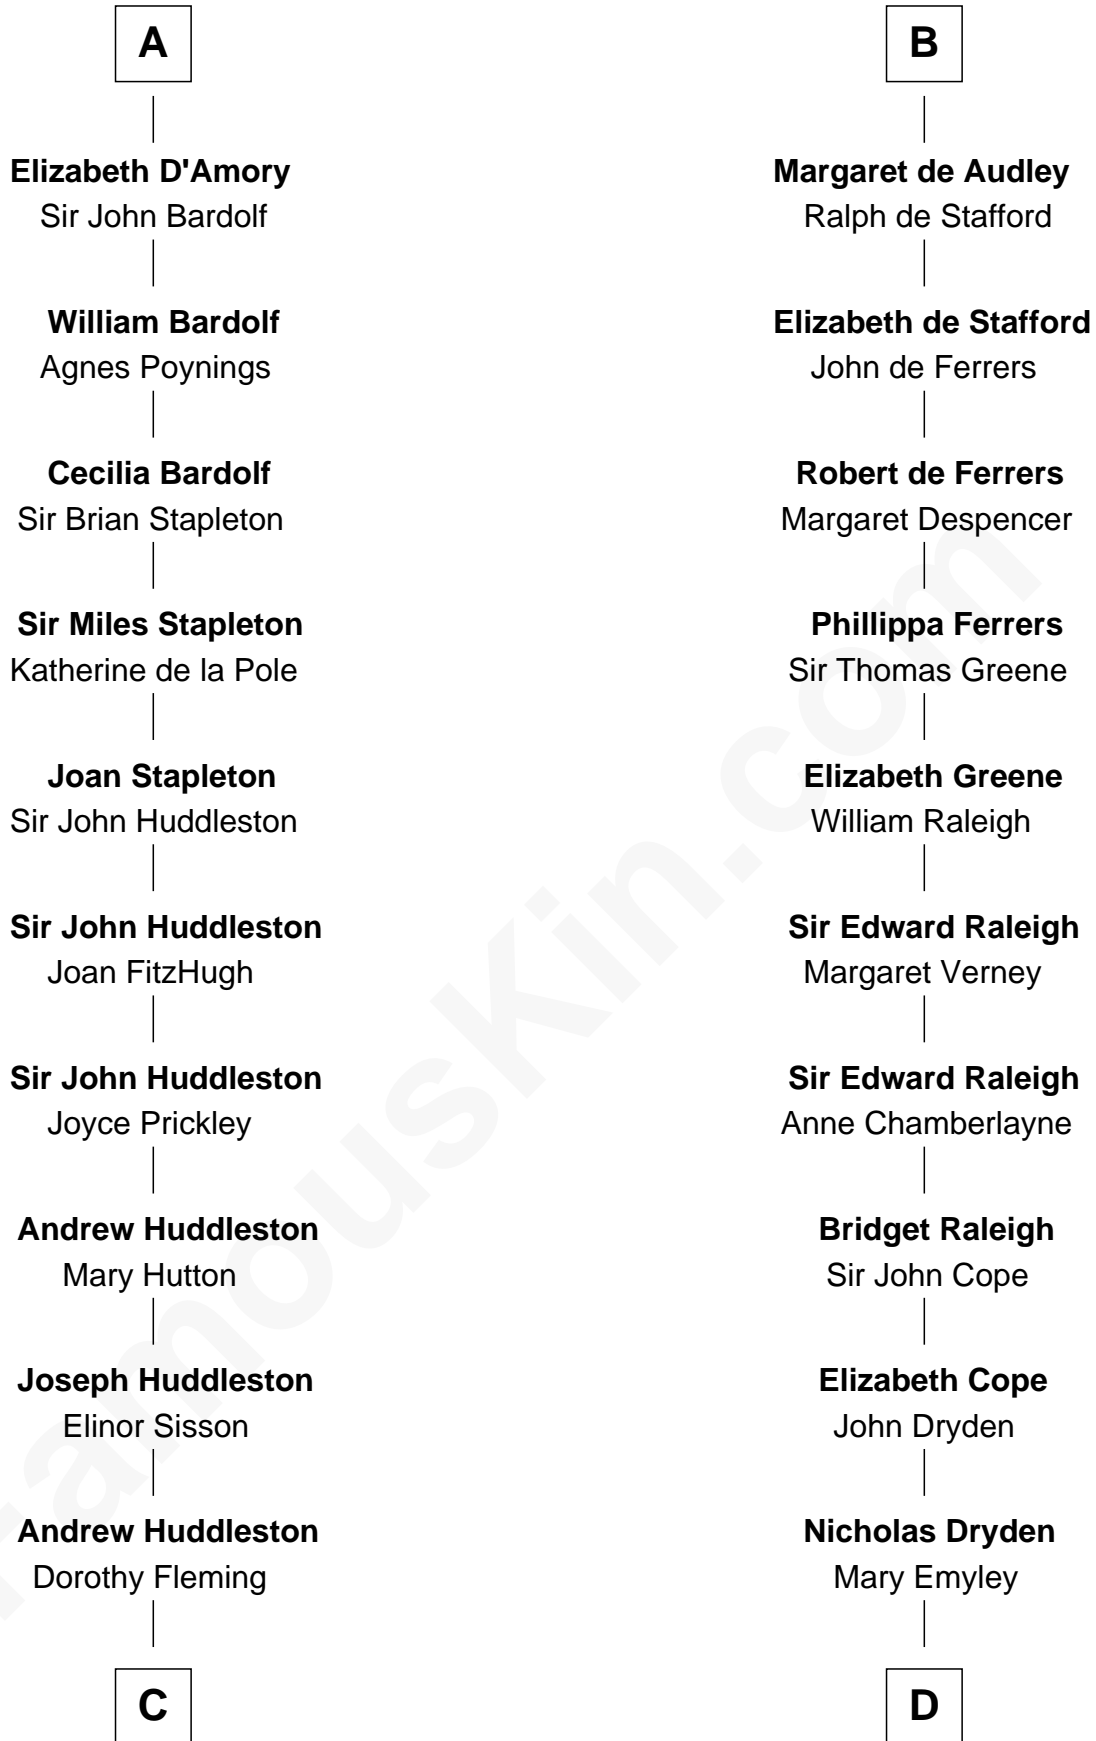 A
Elizabeth D'Amory
Sir John Bardolf
William Bardolf
Agnes Poynings
Cecilia Bardolf
Sir Brian Stapleton
Sir Miles Stapleton
Katherine de la Pole
Joan Stapleton
Sir John Huddleston
Sir John Huddleston
Joan FitzHugh
Sir John Huddleston
Joyce Prickley
Andrew Huddleston
Mary Hutton
Joseph Huddleston
Elinor Sisson
Andrew Huddleston
Dorothy Fleming
C
B
Margaret de Audley
Ralph de Stafford
Elizabeth de Stafford
John de Ferrers
Robert de Ferrers
Margaret Despencer
Phillippa Ferrers
Sir Thomas Greene
Elizabeth Greene
William Raleigh
Sir Edward Raleigh
Margaret Verney
Sir Edward Raleigh
Anne Chamberlayne
Bridget Raleigh
Sir John Cope
Elizabeth Cope
John Dryden
Nicholas Dryden
Mary Emyley
D
FamousKin.com